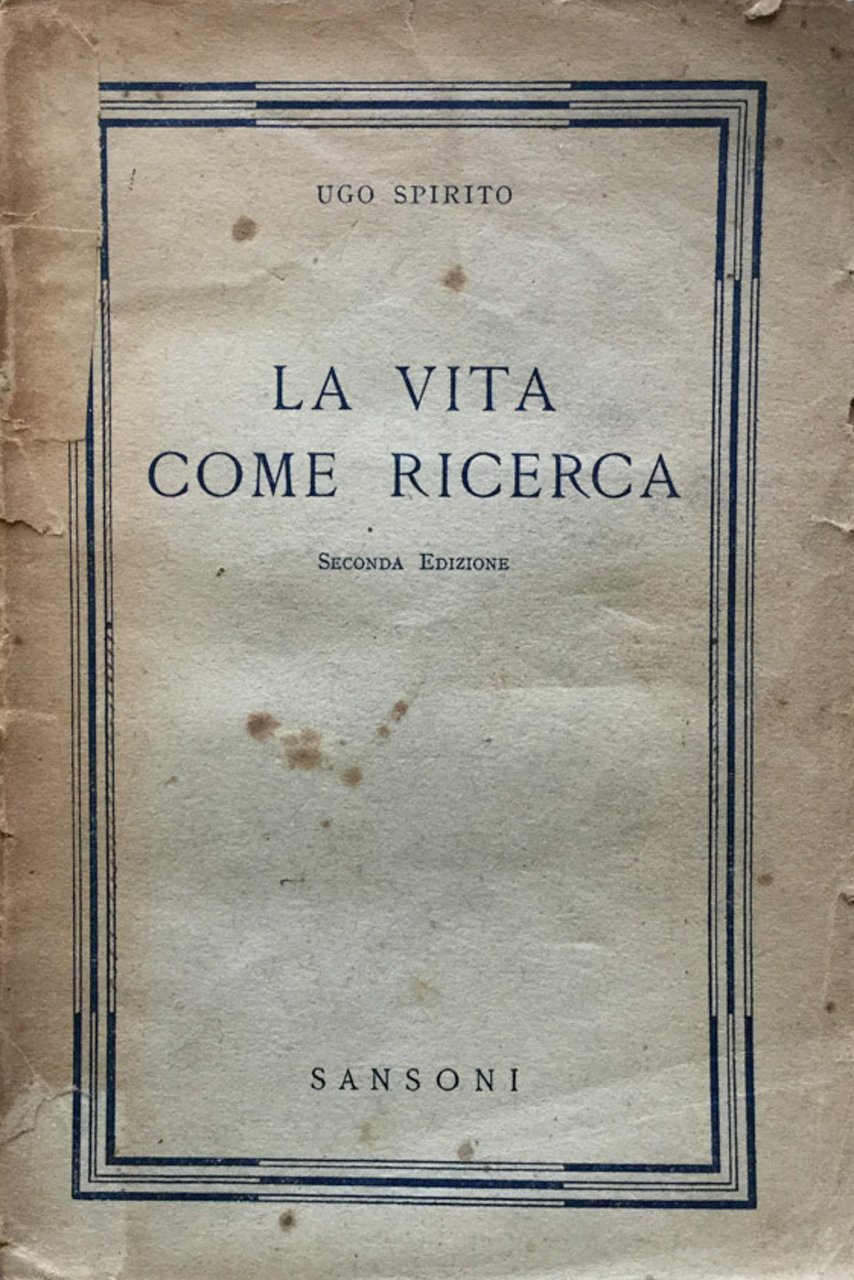 UGO SPIRITO
LA VITA
COME RICERCA
SECONDA EDIZIONE
SANSONI